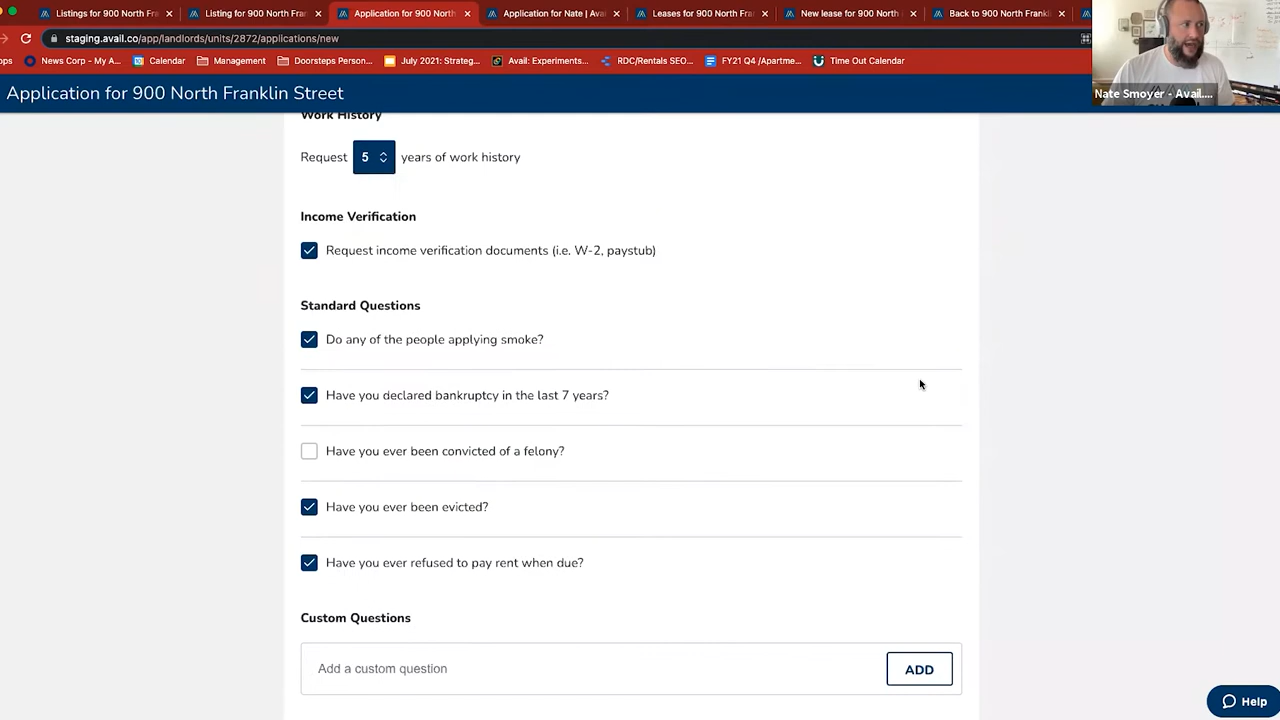 Listings for 900 North Fran
Listing for 900 North Fran
Application for 900 North
Application for Nate | Ava
Leases for 900 North Fran
New lease for 900 North
Back to 900 North Franklin
staging.avail.co/app/landlords/units/2872/applications/new
ops
News Corp - My A...
Calendar
Management
Doorsteps Person...
July 2021: Strateg...
Avail: Experiments...
RDC/Rentals SEO...
FY21 Q4 /Apartme...
Time Out Calendar
Nate Smoyer - Avail....
Application for 900 North Franklin Street
Work History
Request 5 years of work history
Income Verification
Request income verification documents (i.e. W-2, paystub)
Standard Questions
Do any of the people applying smoke?
Have you declared bankruptcy in the last 7 years?
Have you ever been convicted of a felony?
Have you ever been evicted?
Have you ever refused to pay rent when due?
Custom Questions
Add a custom question
ADD
Help